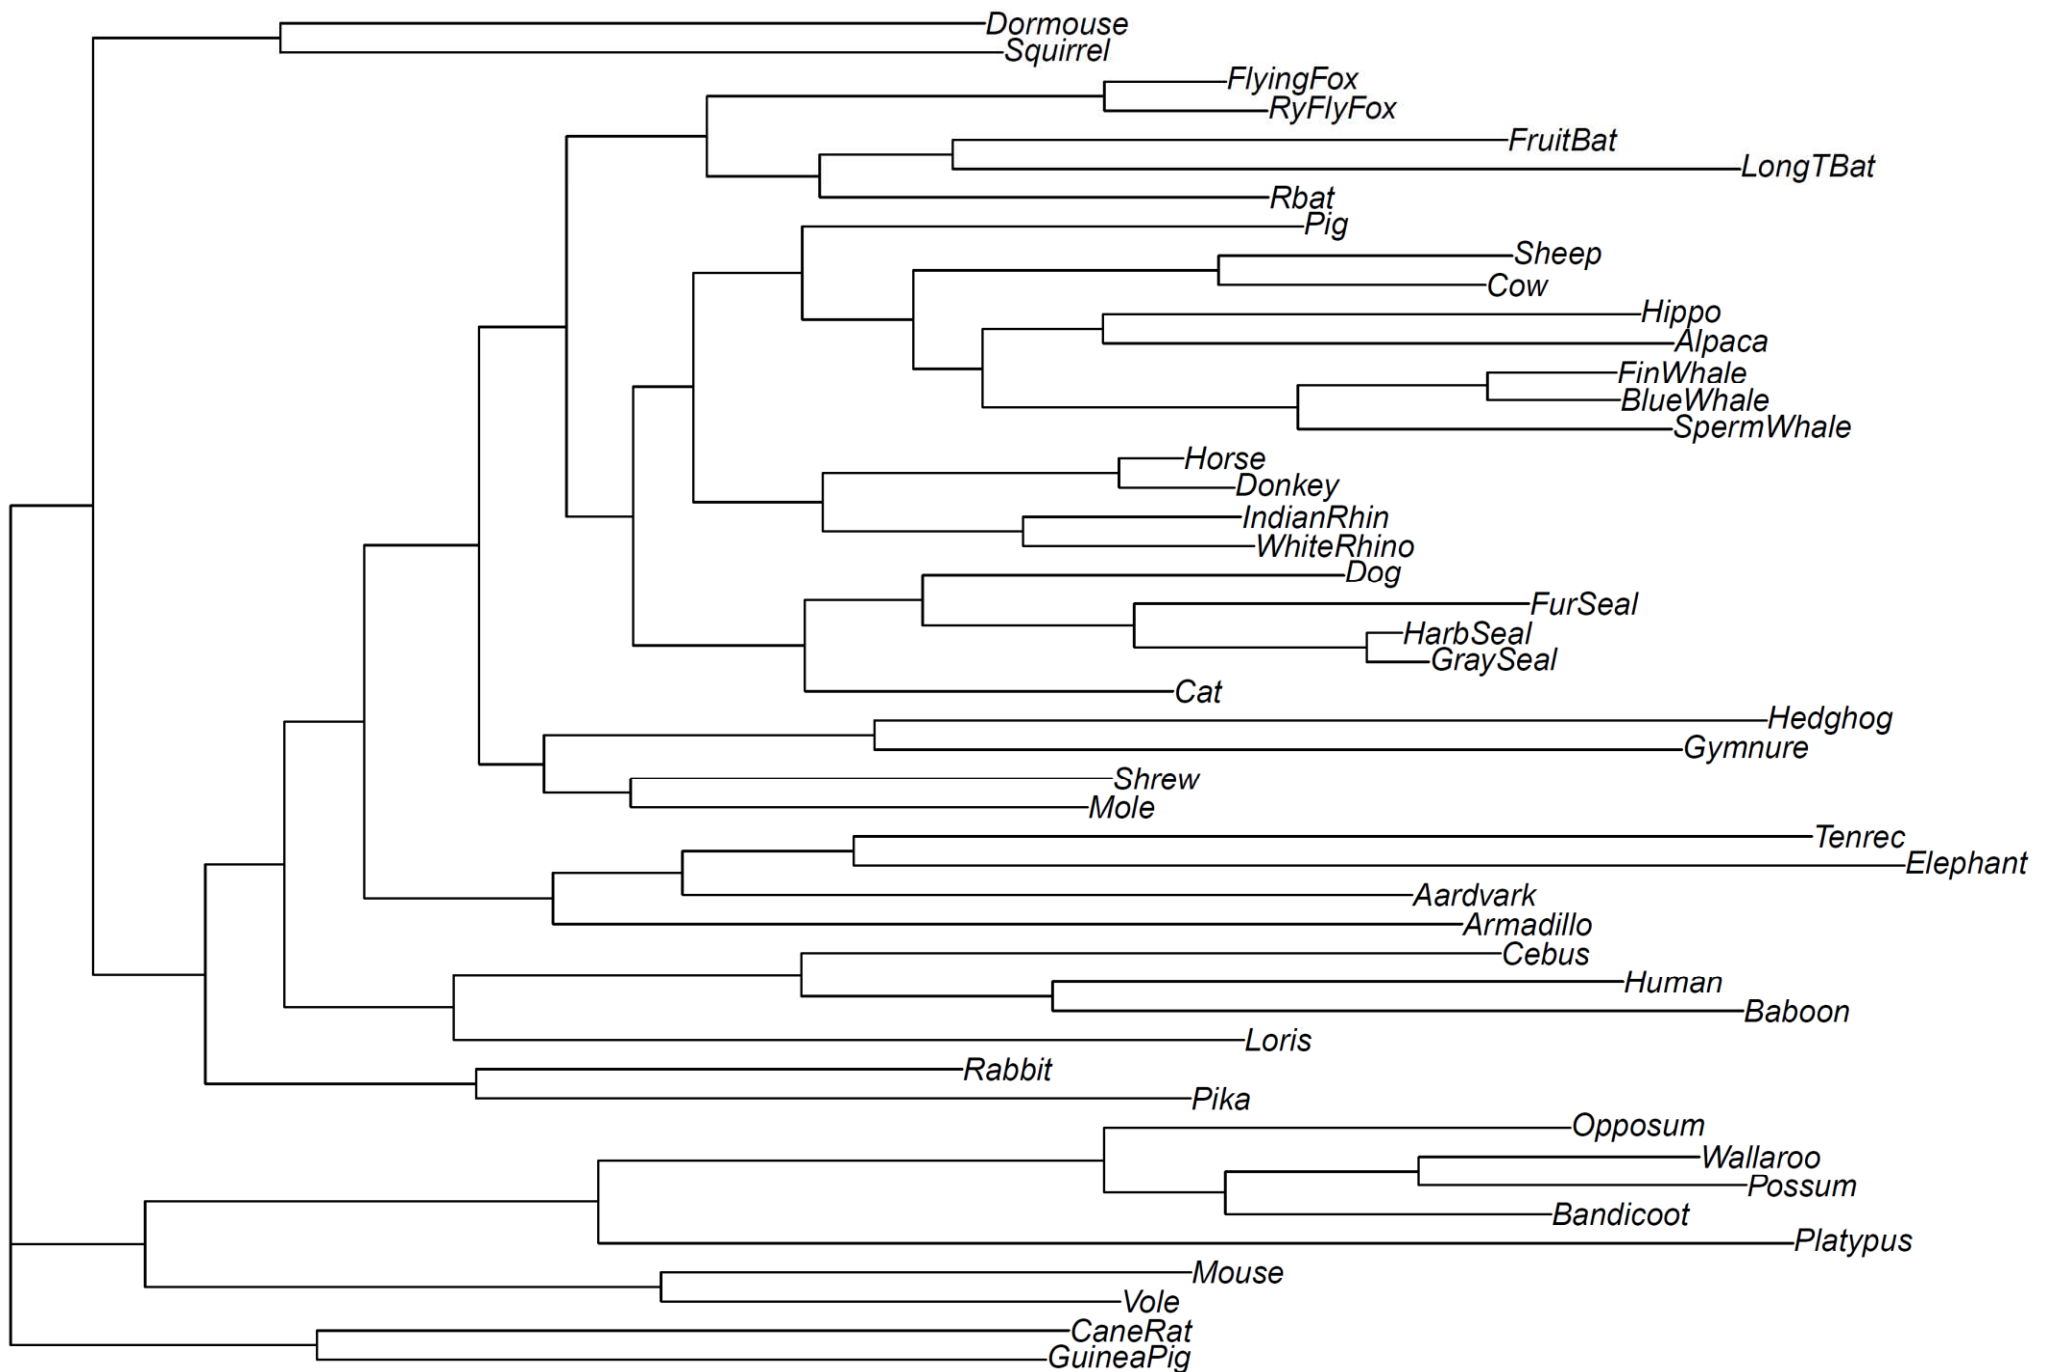 Dormouse
Squirrel
FlyingFox
RyFlyFox
FruitBat
LongTBat
Rbat
Pig
Sheep
Cow
Hippo
Alpaca
FinWhale
BlueWhale
SpermWhale
Horse
Donkey
IndianRhin
WhiteRhino
Dog
FurSeal
HarbSeal
GraySeal
Cat
Hedghog
Gymnure
Shrew
Mole
Tenrec
Elephant
Aardvark
Armadillo
Cebus
Human
Baboon
Loris
Rabbit
Pika
Opposum
Wallaroo
Possum
Bandicoot
Platypus
Mouse
Vole
CaneRat
GuineaPig